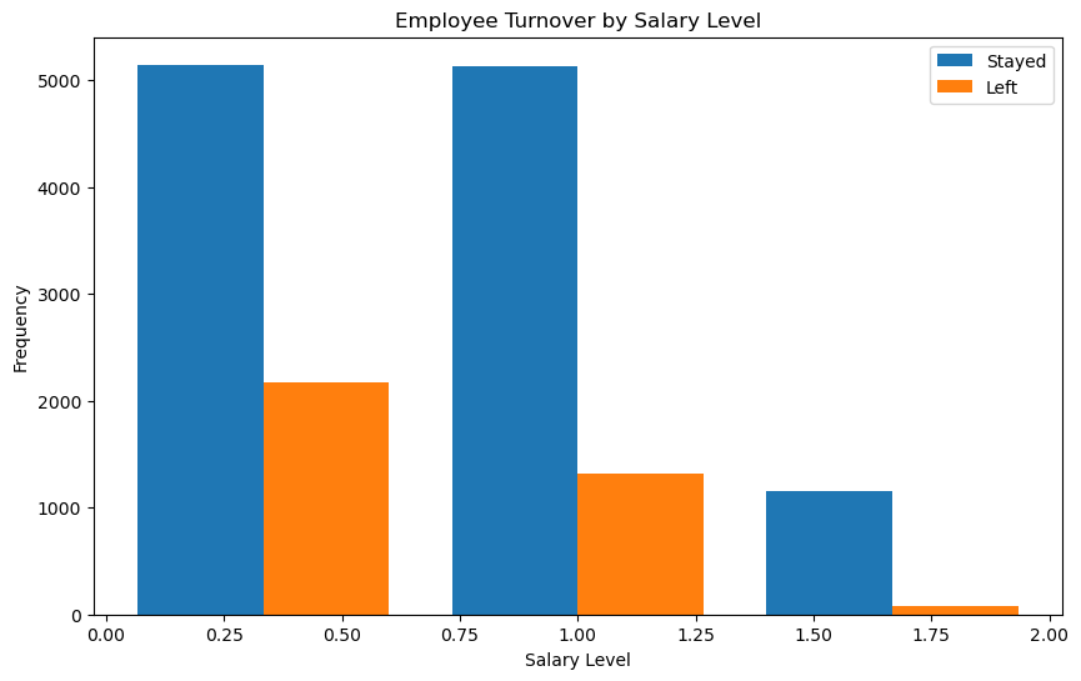 Employee Turnover by Salary Level
Stayed
Left
5000
4000
3000
2000
1000
0
Frequency
0.00 0.25 0.50 0.75 1.00 1.25 1.50 1.75 2.00
Salary Level